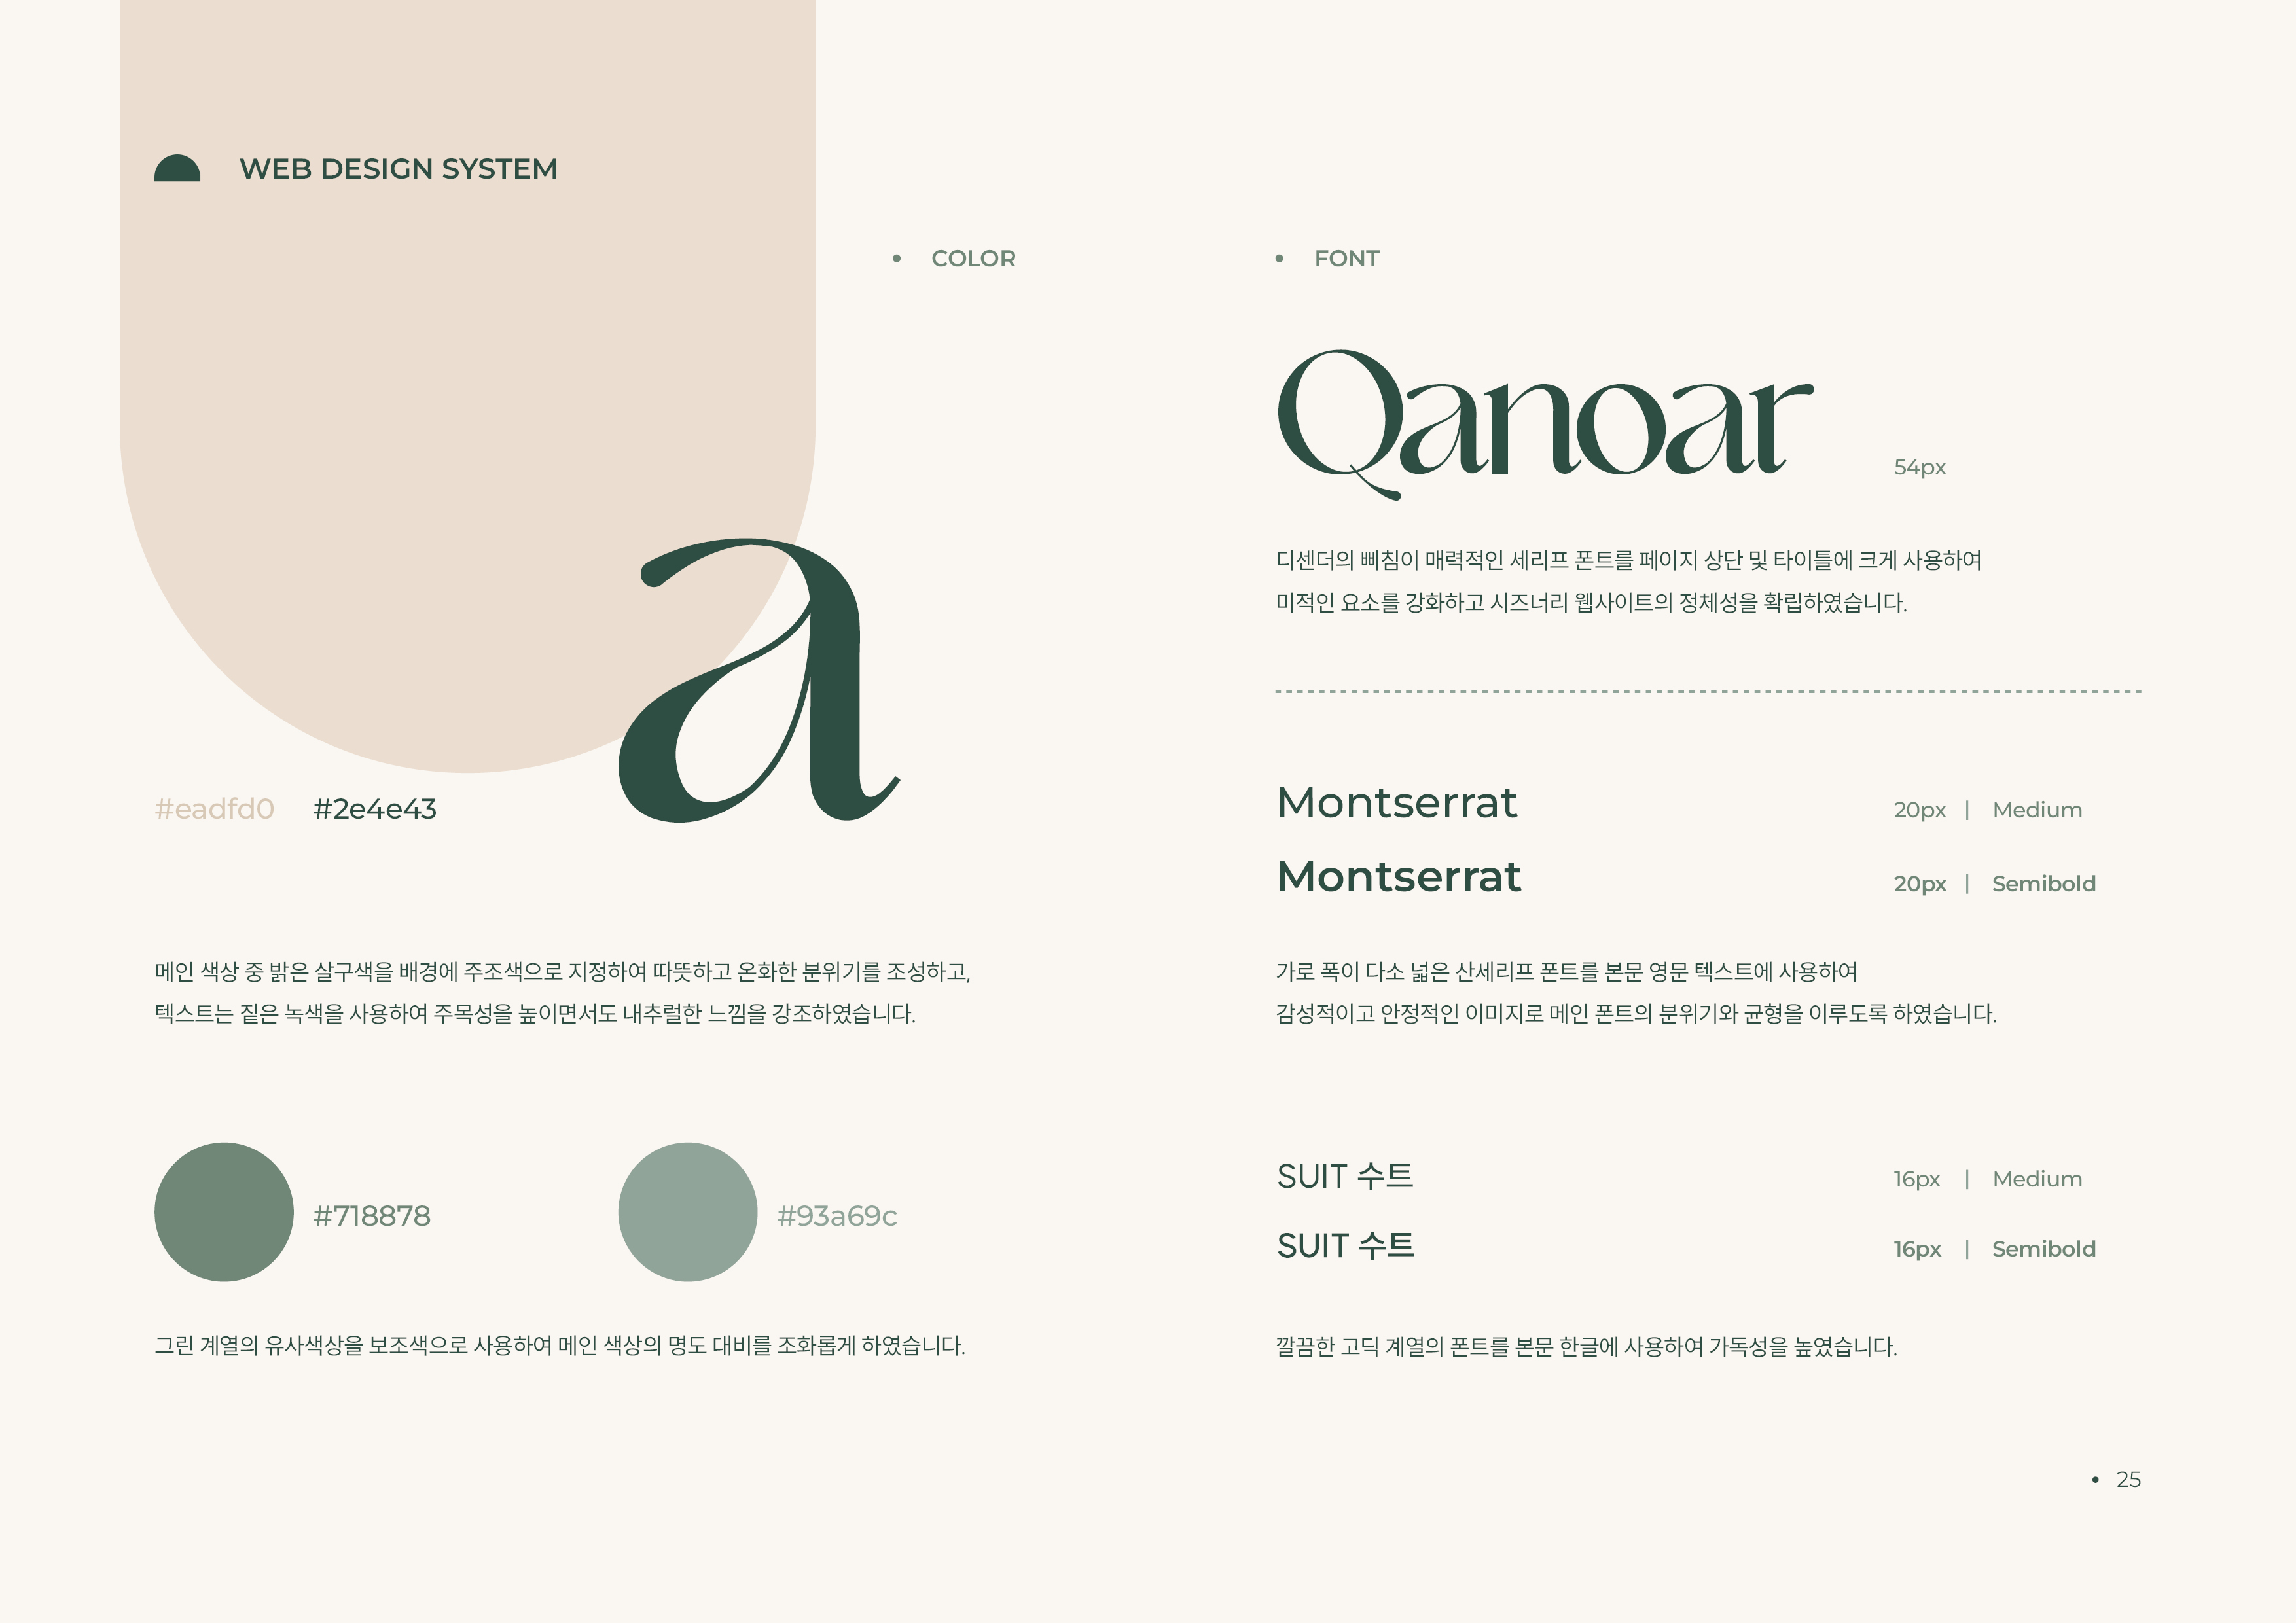 WEB DESIGN SYSTEM
COLOR
a
#eadfd0 #2e4e43
메인 색상 중 밝은 살구색을 배경에 주조색으로 지정하여 따뜻하고 온화한 분위기를 조성하고,
텍스트는 짙은 녹색을 사용하여 주목성을 높이면서도 내추럴한 느낌을 강조하였습니다.
#718878 #93a69c
그린 계열의 유사색상을 보조색으로 사용하여 메인 색상의 명도 대비를 조화롭게 하였습니다.
FONT
Qanoar 54px
디센더의 삐침이 매력적인 세리프 폰트를 페이지 상단 및 타이틀에 크게 사용하여
미적인 요소를 강화하고 시즈너리 웹사이트의 정체성을 확립하였습니다.
Montserrat 20px | Medium
Montserrat 20px | Semibold
가로 폭이 다소 넓은 산세리프 폰트를 본문 영문 텍스트에 사용하여
감성적이고 안정적인 이미지로 메인 폰트의 분위기와 균형을 이루도록 하였습니다.
SUIT 수트 16px | Medium
SUIT 수트 16px | Semibold
깔끔한 고딕 계열의 폰트를 본문 한글에 사용하여 가독성을 높였습니다.
25